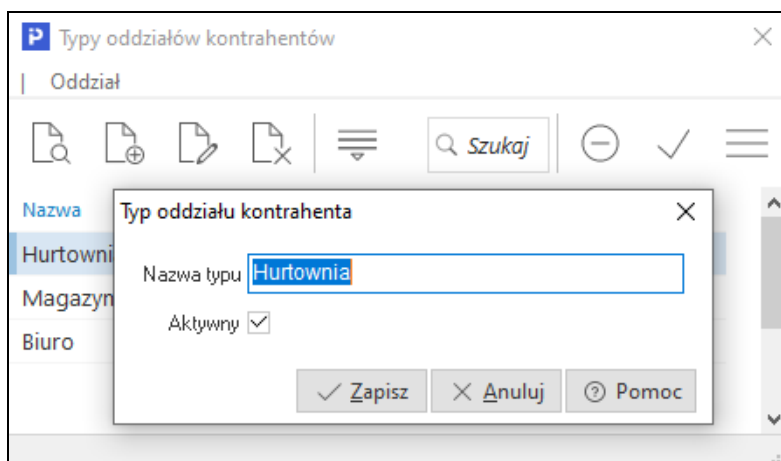 Typy oddziałów kontrahentów
| Oddział
Szukaj
Nazwa
Typ oddziału kontrahenta
Hurtowni
Nazwa typu Hurtownia
Magazyn
Aktywny
Biuro
Zapisz Anuluj Pomoc